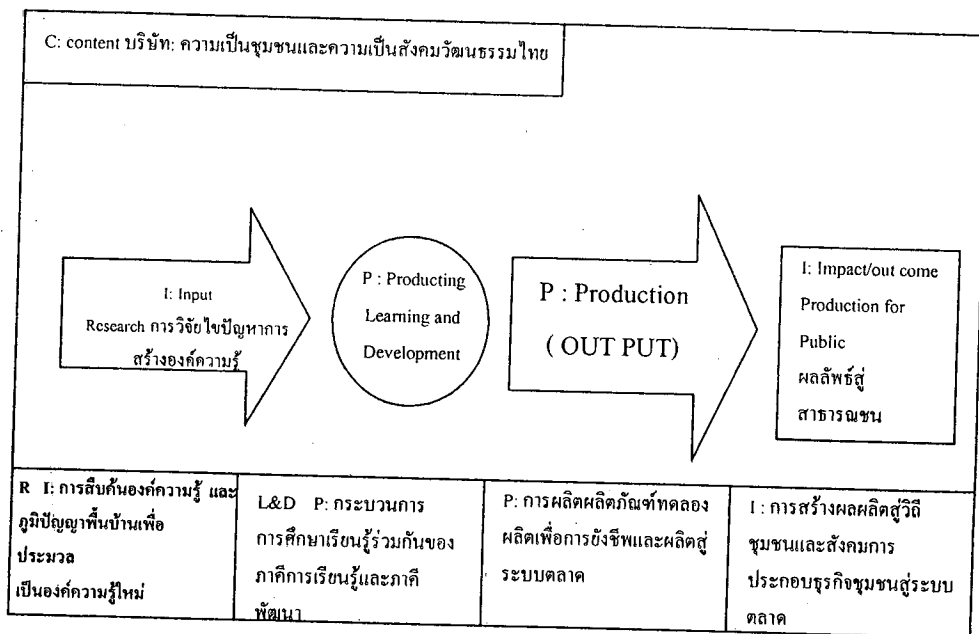 C: content บริษัท: ความเป็นชุมชนและความเป็นสังคมวัฒนธรรมไทย
I: Input
Research การวิจัยไขปัญหาการ
สร้างองค์ความรู้
P : Producting
Learning and
Development
P : Production
( OUT PUT)
I: Impact/out come
Production for
Public
ผลลัพธ์สู่
สาธารณชน
R I: การสืบค้นองค์ความรู้ และ
ภูมิปัญญาพื้นบ้านเพื่อ
ประมวล
เป็นองค์ความรู้ใหม่
L&D P: กระบวนการ
การศึกษาเรียนรู้ร่วมกันของ
ภาคีการเรียนรู้และภาคี
พัฒนา
P: การผลิตผลิตภัณฑ์ทดลอง
ผลิตเพื่อการยังชีพและผลิตสู่
ระบบตลาด
I : การสร้างผลผลิตสู่วิถี
ชุมชนและสังคมการ
ประกอบธุรกิจชุมชนสู่ระบบ
ตลาด